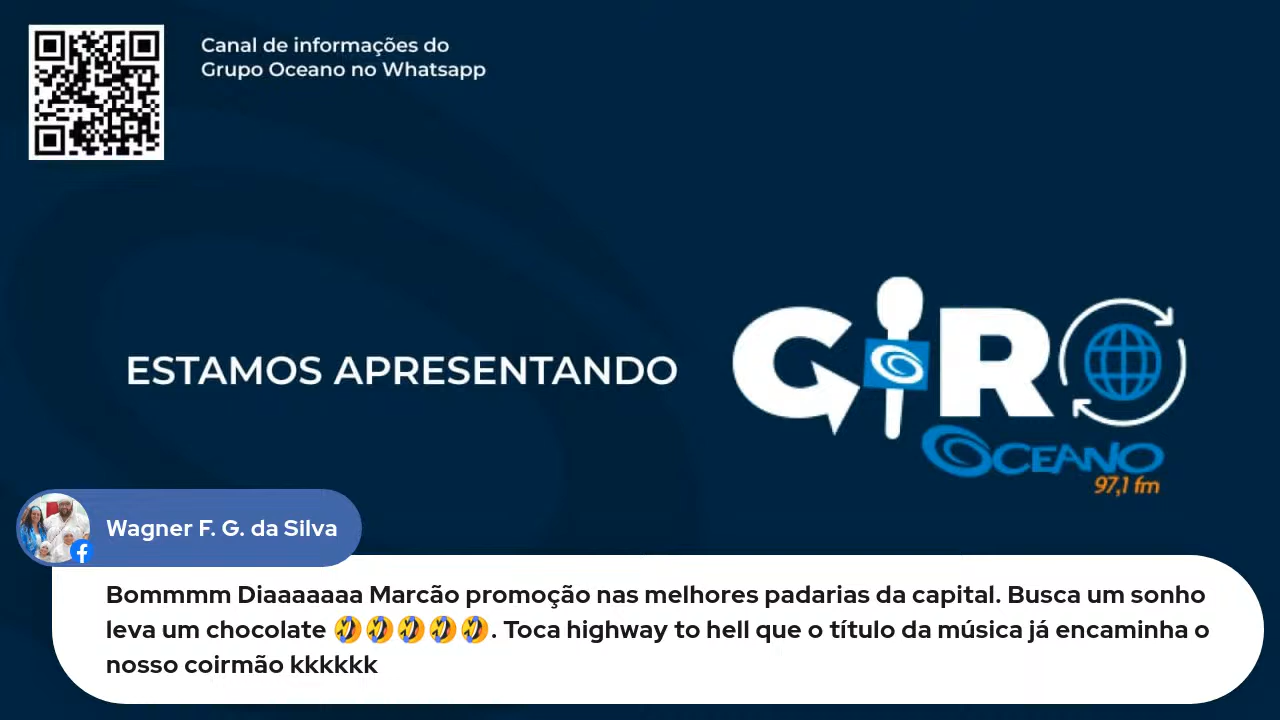 Canal de informações do
Grupo Oceano no Whatsapp
ESTAMOS APRESENTANDO
GIRO
OCEANO
97,1 fm
Wagner F. G. da Silva
Bommmm Diaaaaaaa Marcão promoção nas melhores padarias da capital. Busca um sonho
leva um chocolate 🤣🤣🤣🤣🤣. Toca highway to hell que o título da música já encaminha o
nosso coirmão kkkkkk